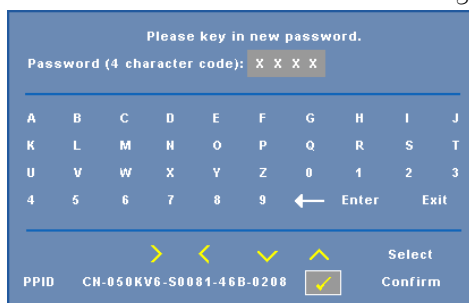 Please key in new password.
Password (4 character code): X X X X
A B C D E F G H I J
K L M N O P Q R S T
U V W X Y Z 0 1 2 3
4 5 6 7 8 9 ← Enter Exit
Select
PPID CN-050KV6-S0081-46B-0208 Confirm